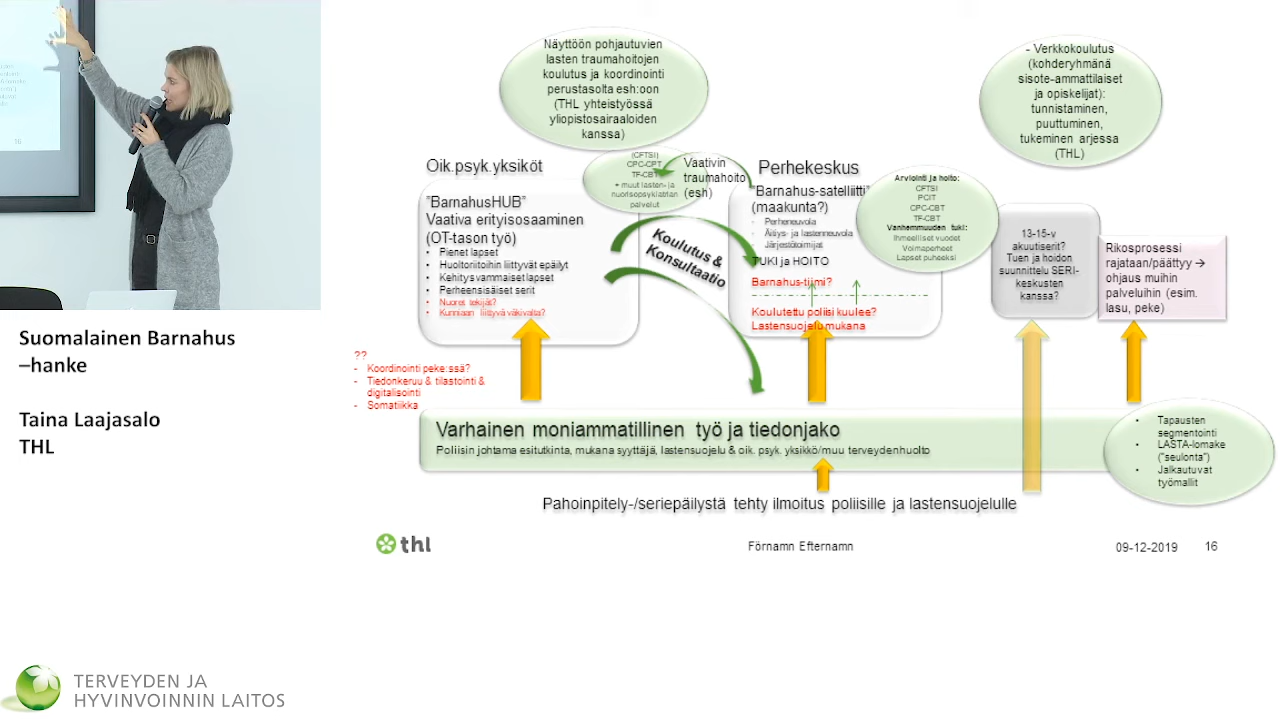 Suomalainen Barnahus
–hanke
Taina Laajasalo
THL
TERVEYDEN JA
HYVINVOINNIN LAITOS
Näyttöön pohjautuvien
lasten traumahoitojen
koulutus ja koordinointi
perustasolta esh:oon
(THL yhteistyössä
yliopistosairaaloiden
kanssa)
- Verkkokoulutus
(kohderyhmänä
sisote-ammattilaiset
ja opiskelijat):
tunnistaminen,
puuttuminen,
tukeminen arjessa
(THL)
Oik.psyk.yksiköt
"BarnahusHUB"
Vaativa erityisosaaminen
(OT-tason työ)
• Pienet lapset
• Huoltoriitoihin liittyvät epäilyt
• Kehitysvammaiset lapset
• Perheensisäiset serit
• Nuoret tekijät?
• Kunniaan liittyvä väkivalta?
(CFTSI)
CPC-CPT
TF-CBT
+ muut lasten- ja
nuorisopsykiatrian
palvelut
Vaativin
traumahoito
(esh)
Koulutus &
Konsultaatio
Perhekeskus
"Barnahus-satelliitti"
(maakunta?)
- Perheneuvola
- Äitiys- ja lastenneuvola
- Järjestötoimijat
TUKI ja HOITO
Barnahus-tiimi?
Koulutettu poliisi kuulee?
Lastensuojelu mukana
Arviointi ja hoito:
CFTSI
PCIT
CPC-CBT
TF-CBT
Vanhemmuuden tuki:
Ihmeelliset vuodet
Voimaperheet
Lapset puheeksi
13-15-v
akuutiserit?
Tuen ja hoidon
suunnittelu SERI-
keskusten
kanssa?
Rikosprosessi
rajataan/päättyy →
ohjaus muihin
palveluihin (esim.
lasu, peke)
??
- Koordinointi peke:ssä?
- Tiedonkeruu & tilastointi &
digitalisointi
- Somatiikka
Varhainen moniammatillinen työ ja tiedonjako
Poliisin johtama esitutkinta, mukana syyttäjä, lastensuojelu & oik. psyk. yksikkö/muu terveydenhuolto
• Tapausten
segmentointi
• LASTA-lomake
("seulonta")
• Jalkautuvat
työmallit
Pahoinpitely-/seriepäilystä tehty ilmoitus poliisille ja lastensuojelulle
thl
Förnamn Efternamn
09-12-2019 16